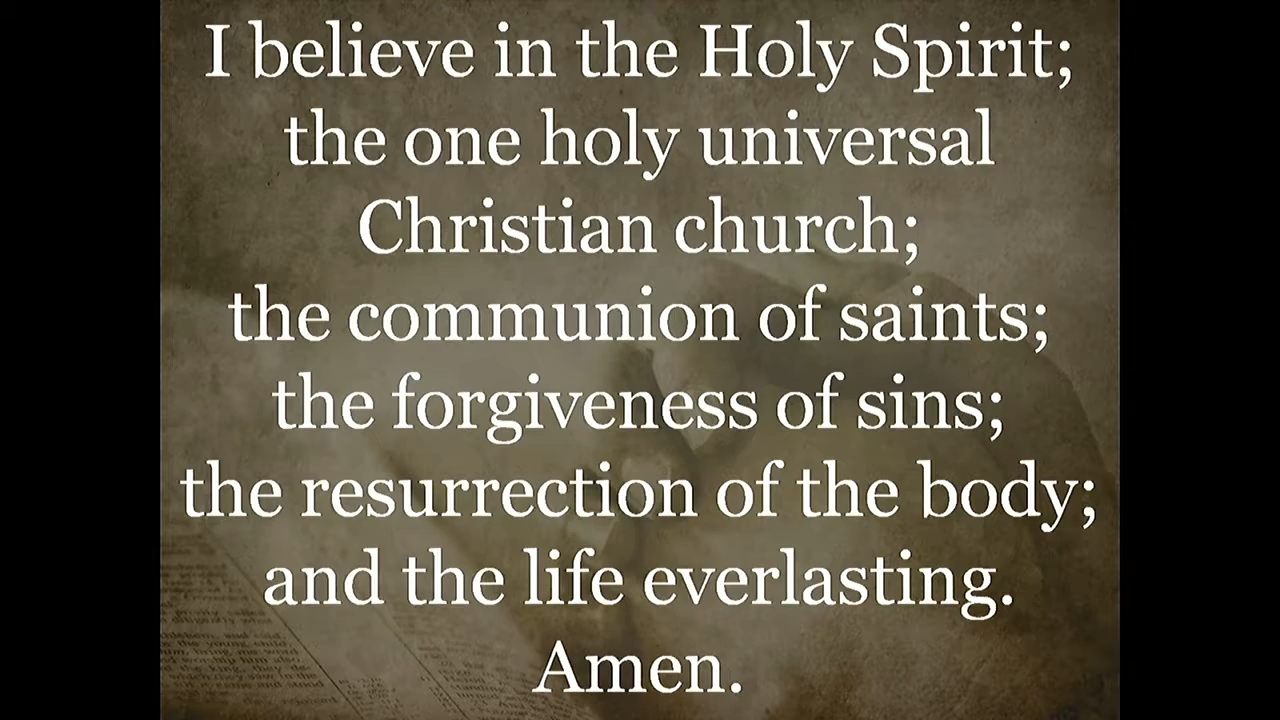 I believe in the Holy Spirit;
the one holy universal
Christian church;
the communion of saints;
the forgiveness of sins;
the resurrection of the body;
and the life everlasting.
Amen.